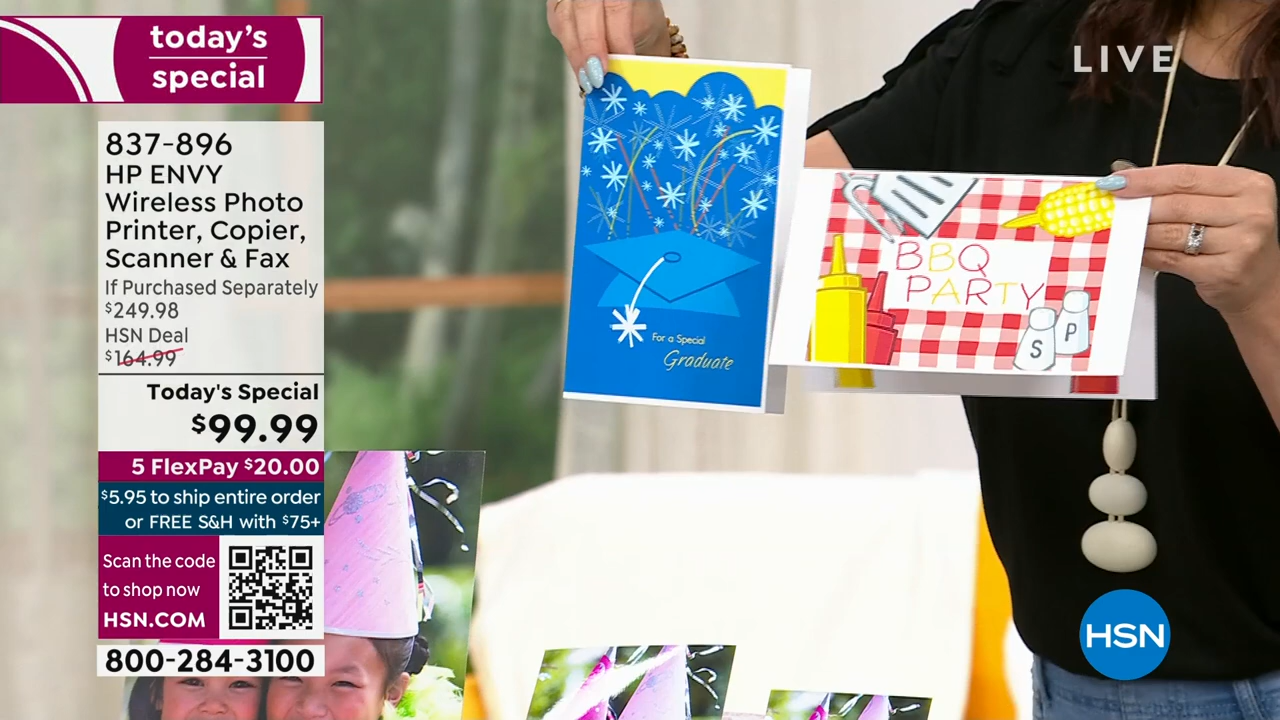 today's
special
LIVE
837-896
HP ENVY
Wireless Photo
Printer, Copier,
Scanner & Fax
If Purchased Separately
$249.98
HSN Deal
$164.99
Today's Special
$99.99
5 FlexPay $20.00
$5.95 to ship entire order
or FREE S&H with $75+
Scan the code
to shop now
HSN.COM
800-284-3100
For a Special
Graduate
BBQ
PARTY
S
P
HSN